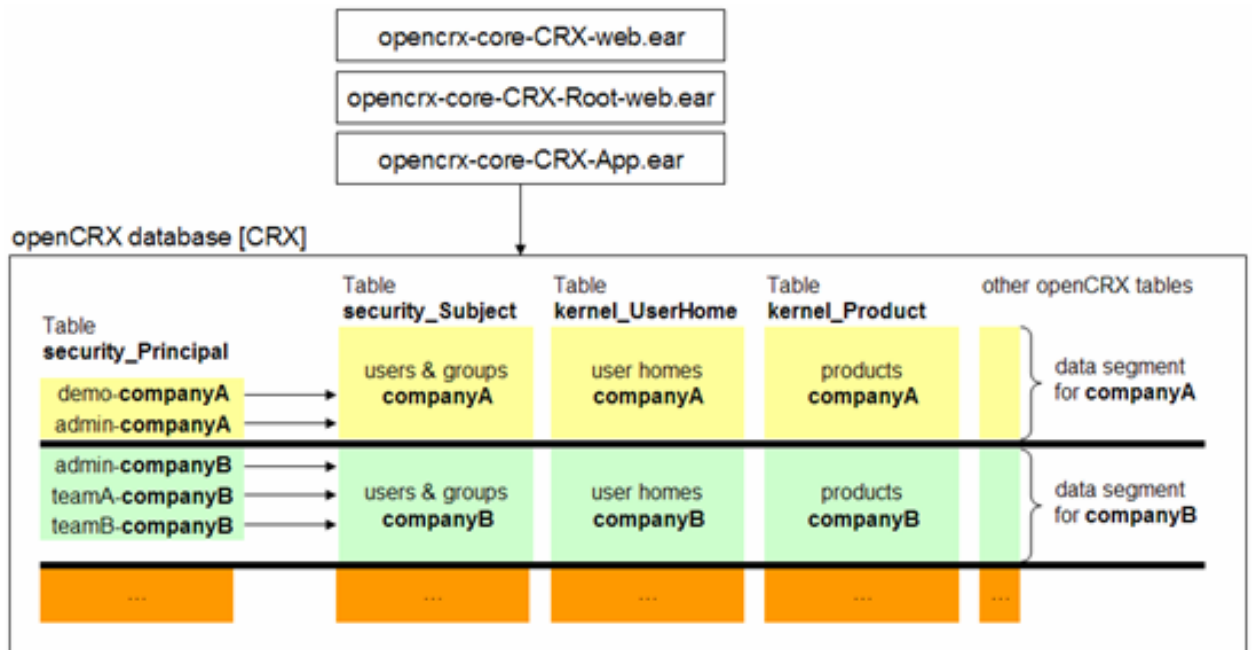 opencrx-core-CRX-web.ear
opencrx-core-CRX-Root-web.ear
opencrx-core-CRX-App.ear
openCRX database [CRX]
Table
security_Principal
demo-companyA
admin-companyA
admin-companyB
teamA-companyB
teamB-companyB
...
Table
security_Subject
users & groups
companyA
users & groups
companyB
...
Table
kernel_UserHome
user homes
companyA
user homes
companyB
...
Table
kernel_Product
products
companyA
products
companyB
...
other openCRX tables
...
data segment
for companyA
data segment
for companyB